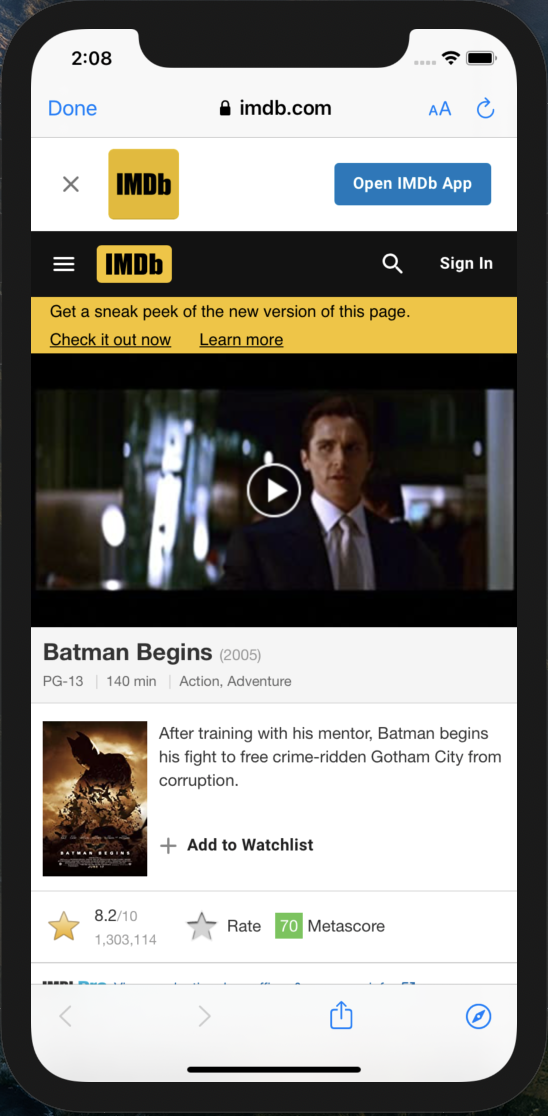 2:08
Done
imdb.com
AA
IMDb
Open IMDb App
IMDb
Sign In
Get a sneak peek of the new version of this page.
Check it out now Learn more
Batman Begins (2005)
PG-13 | 140 min | Action, Adventure
After training with his mentor, Batman begins
his fight to free crime-ridden Gotham City from
corruption.
BATMAN BEGINS
+ Add to Watchlist
8.2/10
1,303,114
Rate
70 Metascore